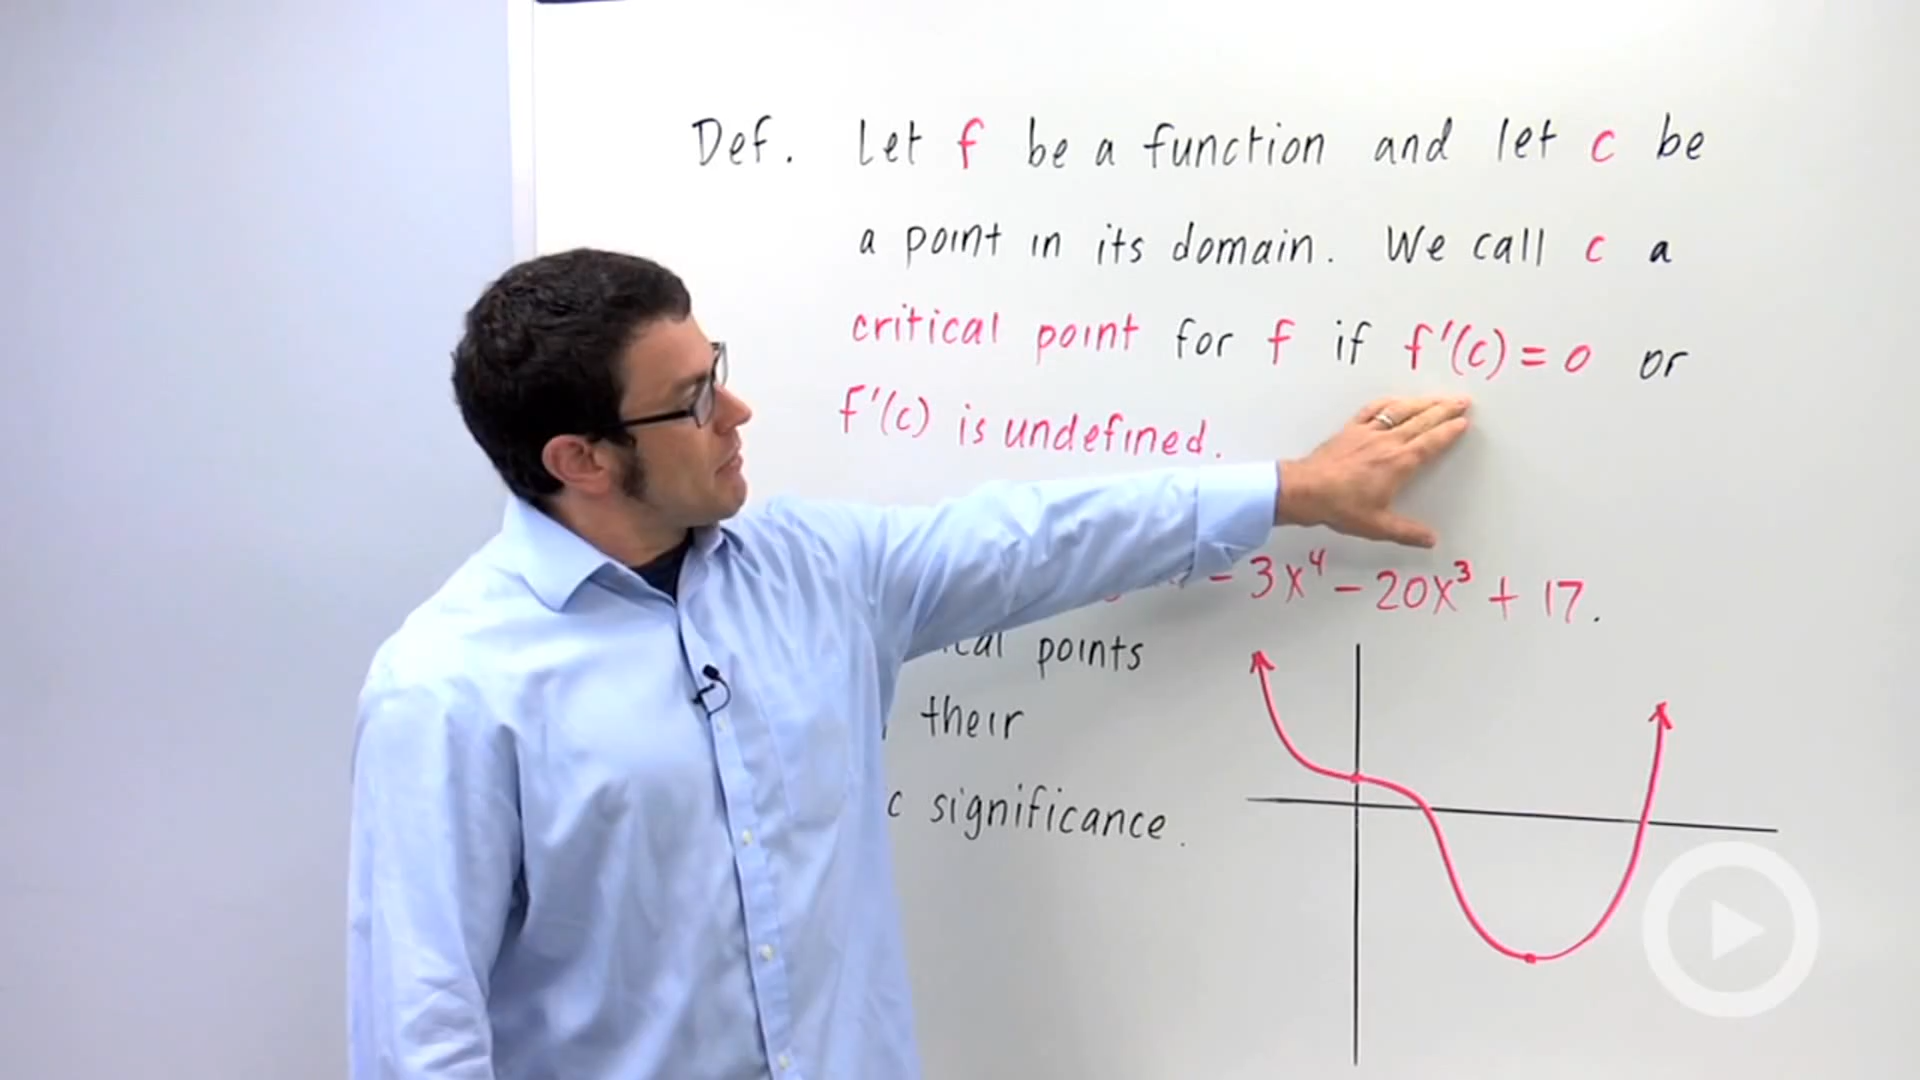 Def. Let f be a function and let c be
a point in its domain. We call c a
critical point for f if f'(c) = 0 or
f'(c) is undefined.
- 3x⁴ - 20x³ + 17.
points
their
significance.